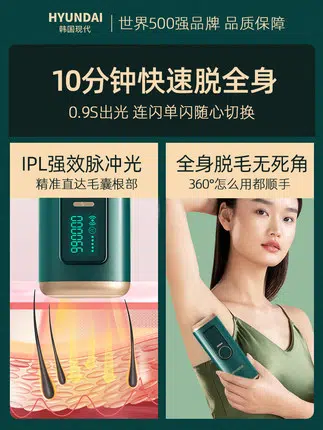 HYUNDAI
韩国现代
世界500强品牌 品质保障
10分钟快速脱全身
0.9S出光 连闪单闪随心切换
IPL强效脉冲光
精准直达毛囊根部
全身脱毛无死角
360°怎么用都顺手